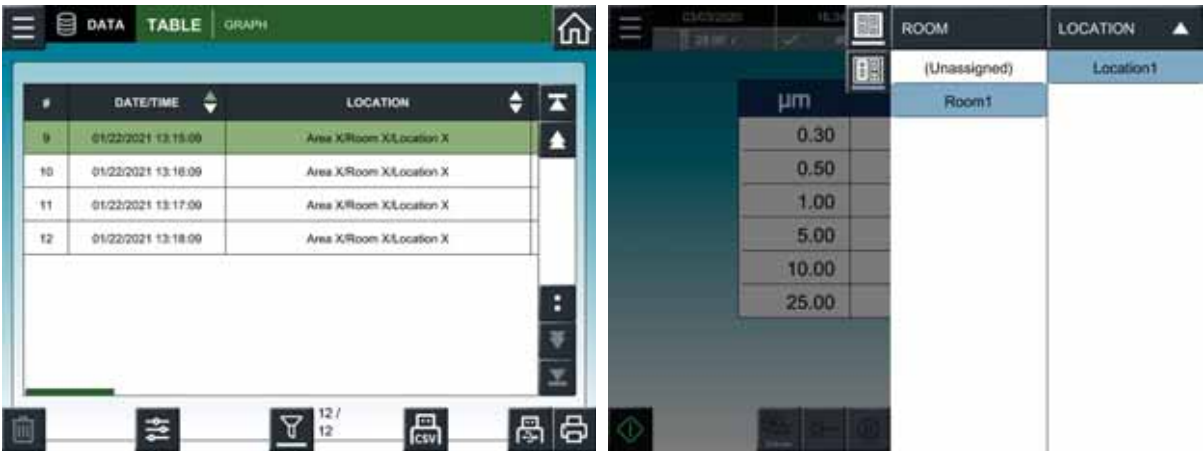 DATA TABLE GRAPH
# DATE/TIME LOCATION
9 01/22/2021 13:15:09 Area X/Room X/Location X
10 01/22/2021 13:16:09 Area X/Room X/Location X
11 01/22/2021 13:17:09 Area X/Room X/Location X
12 01/22/2021 13:18:09 Area X/Room X/Location X
12 /
12
CSV
03/03/2020
ROOM LOCATION
(Unassigned) Location1
Room1
µm
0.30
0.50
1.00
5.00
10.00
25.00